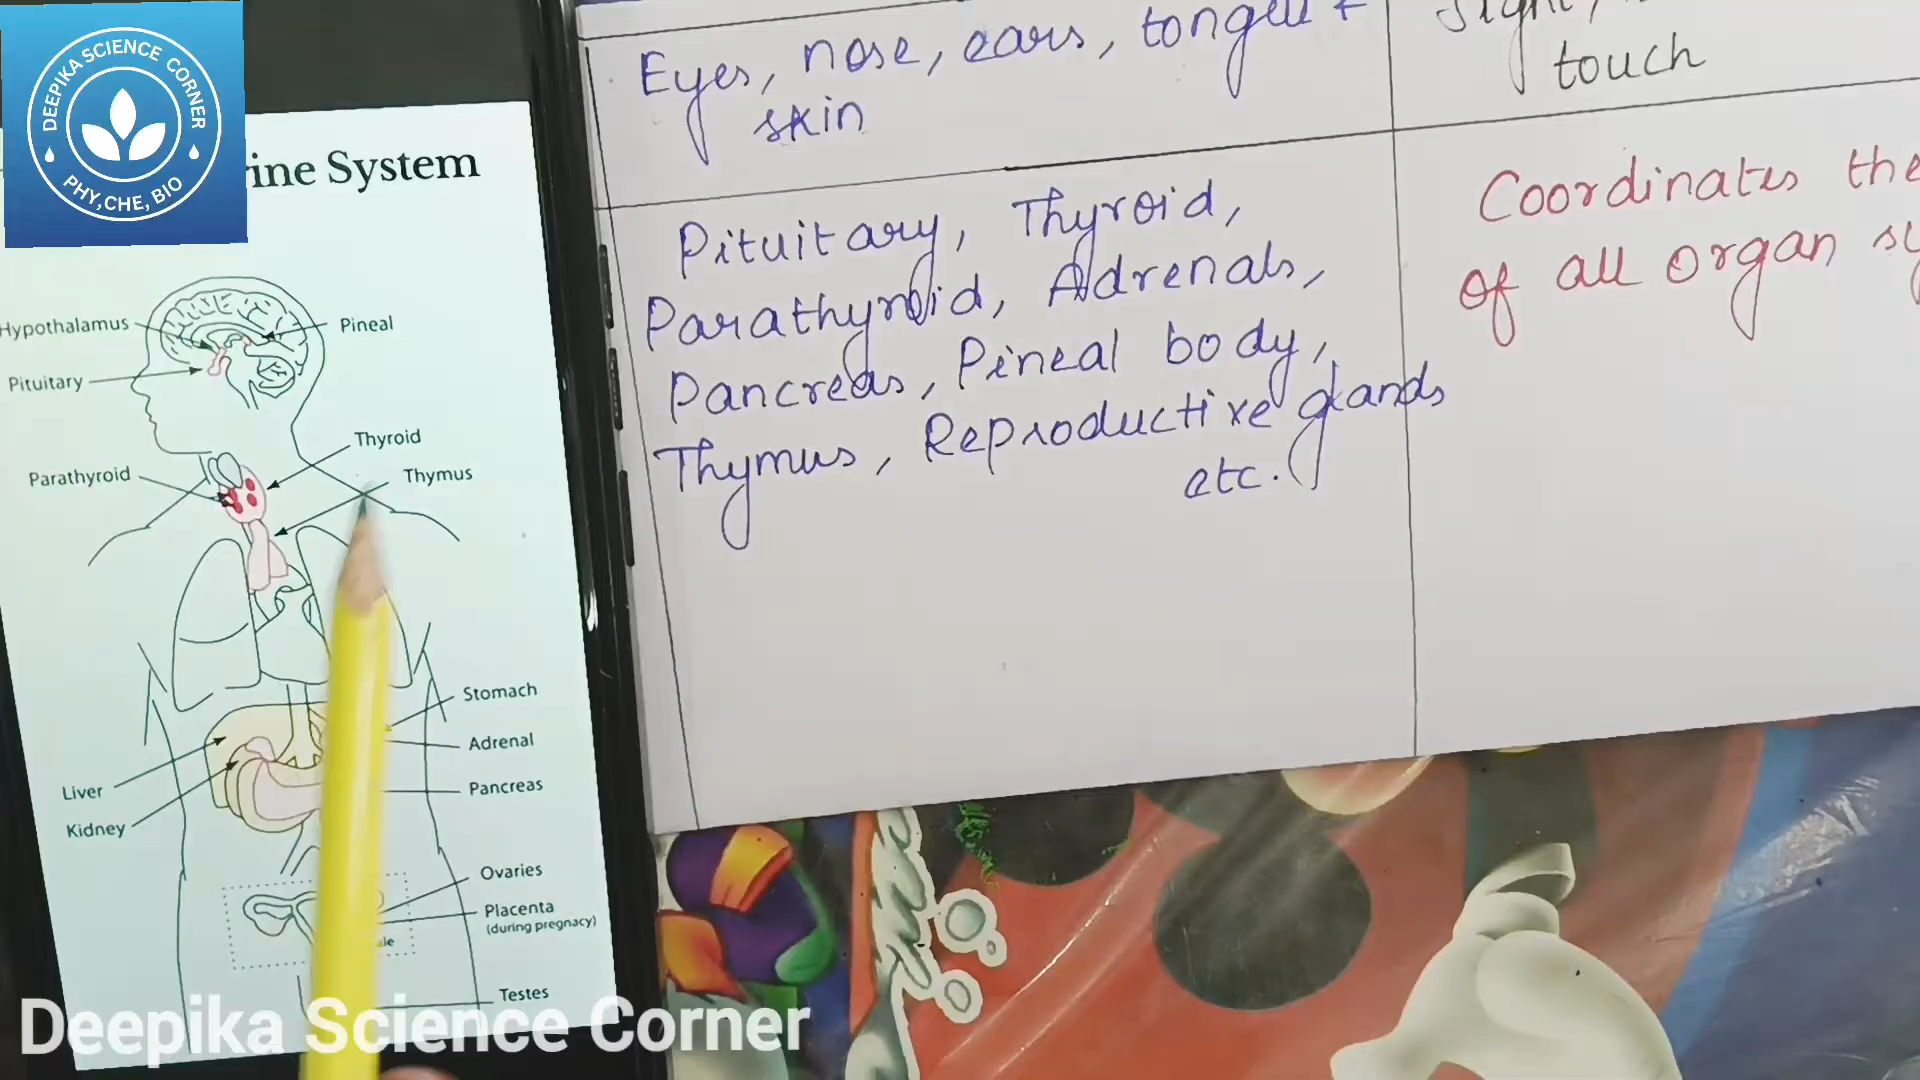 DEEPIKA SCIENCE CORNER
PHY,CHE, BIO
System
Hypothalamus
Pineal
Pituitary
Thyroid
Parathyroid
Thymus
Stomach
Adrenal
Pancreas
Liver
Kidney
Ovaries
Placenta
(during pregnacy)
Testes
Eyes, nose, ears, tongue +
skin
touch
Pituitary, Thyroid,
Parathyroid, Adrenals,
Pancreas, Pineal body,
Thymus, Reproductive glands
etc.
Coordinates the
of all organ
Deepika Science Corner